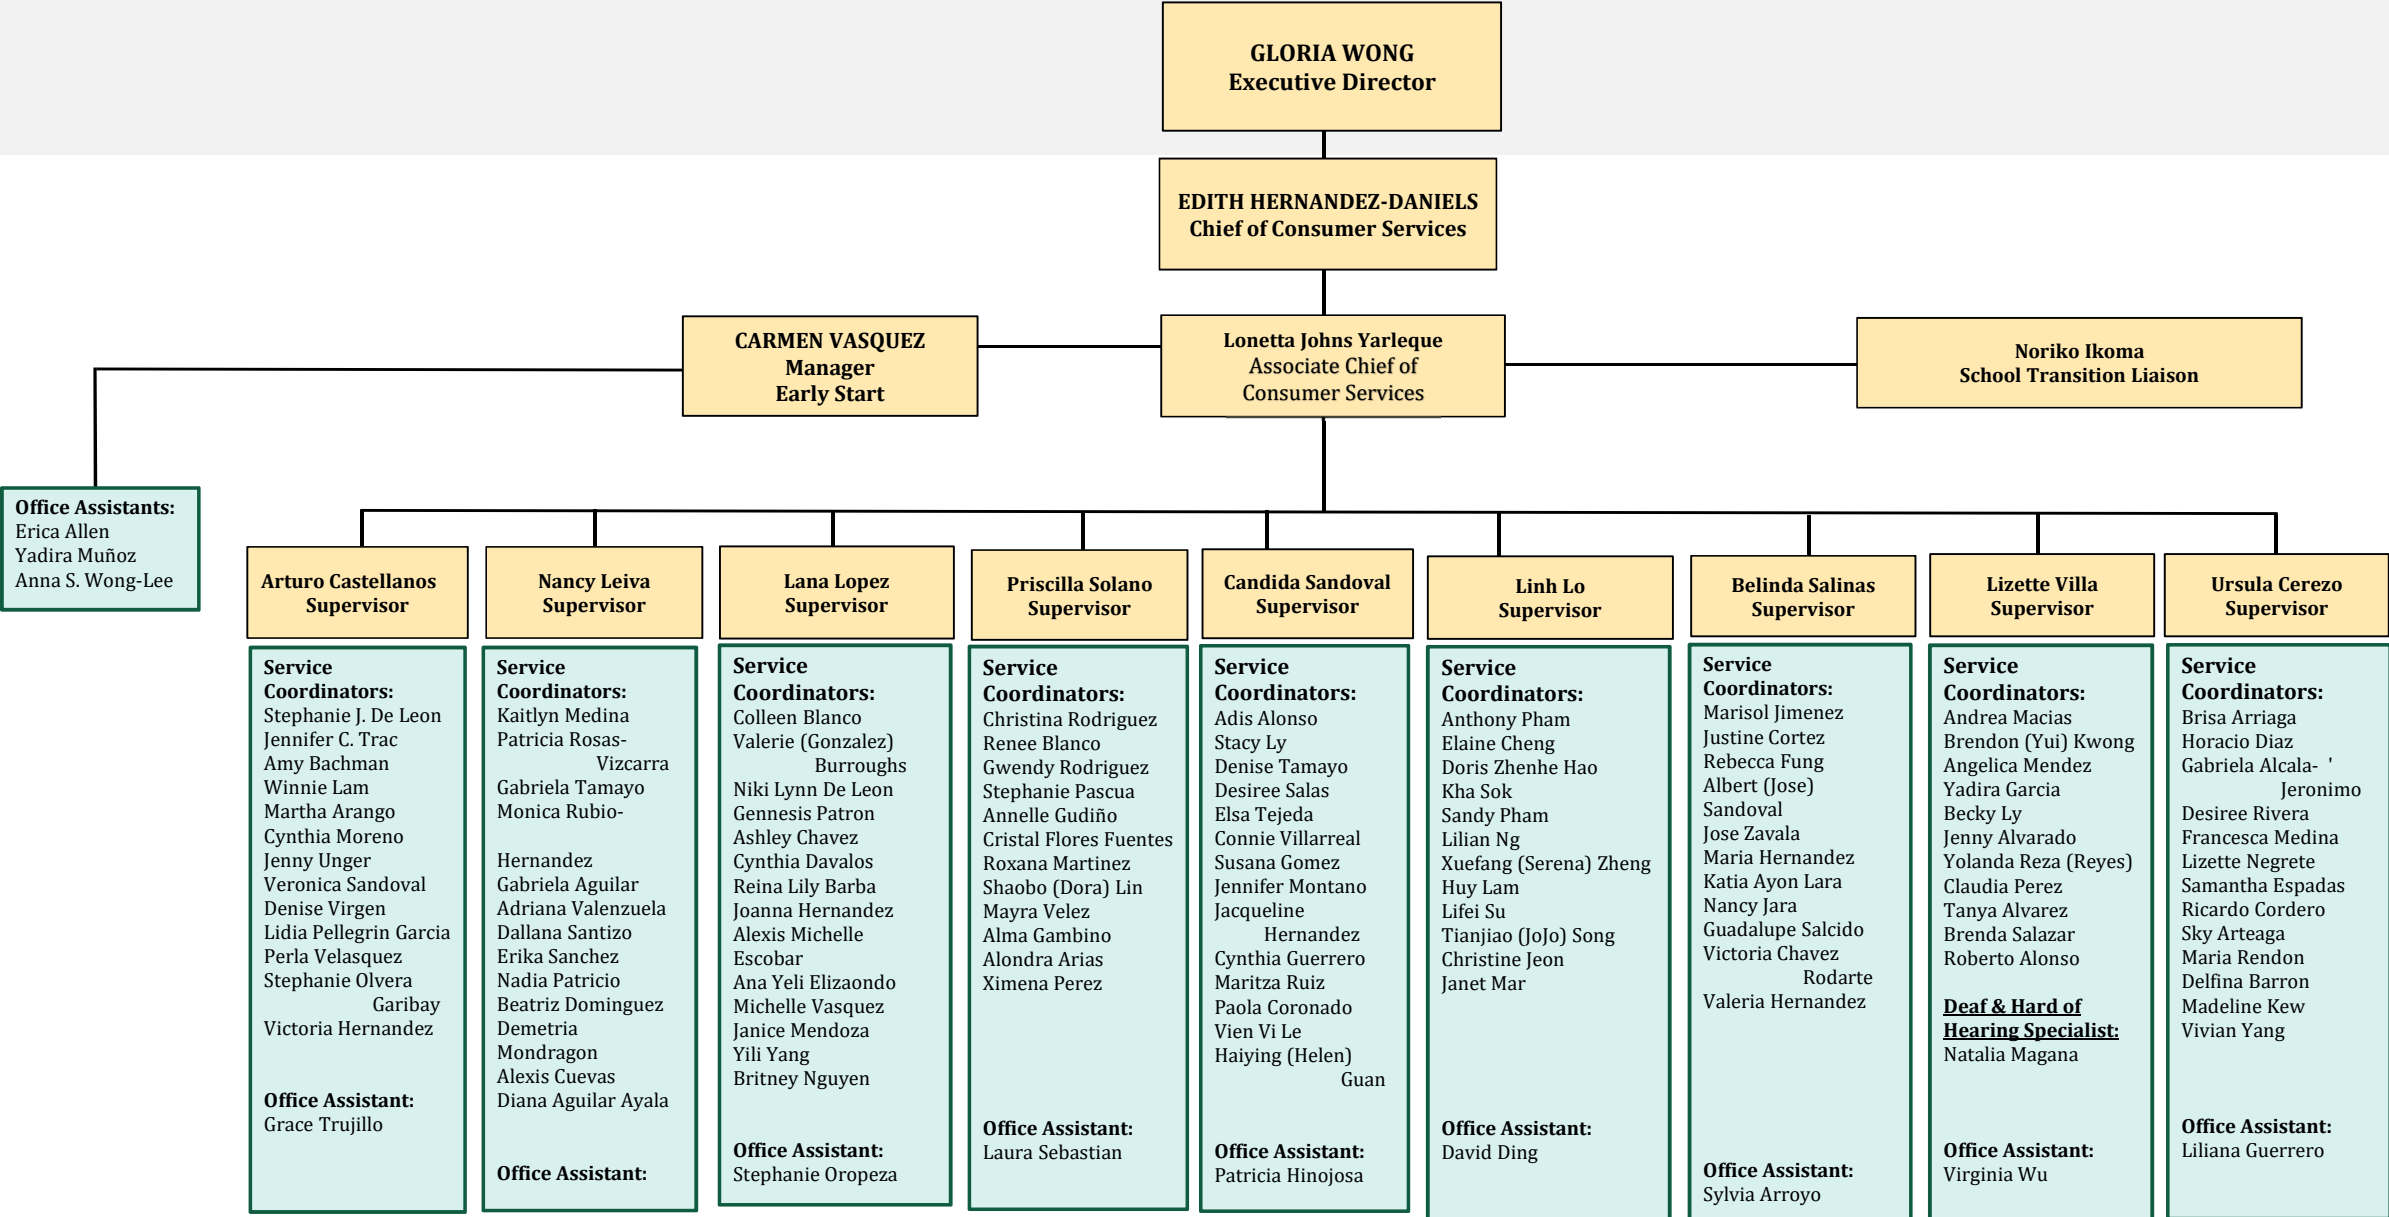 GLORIA WONG
Executive Director
EDITH HERNANDEZ-DANIELS
Chief of Consumer Services
CARMEN VASQUEZ
Manager
Early Start
Lonetta Johns Yarleque
Associate Chief of
Consumer Services
Noriko Ikoma
School Transition Liaison
Office Assistants:
Erica Allen
Yadira Muñoz
Anna S. Wong-Lee
Arturo Castellanos
Supervisor
Service
Coordinators:
Stephanie J. De Leon
Jennifer C. Trac
Amy Bachman
Winnie Lam
Martha Arango
Cynthia Moreno
Jenny Unger
Veronica Sandoval
Denise Virgen
Lidia Pellegrin Garcia
Perla Velasquez
Stephanie Olvera
Garibay
Victoria Hernandez
Office Assistant:
Grace Trujillo
Nancy Leiva
Supervisor
Service
Coordinators:
Kaitlyn Medina
Patricia Rosas-
Vizcarra
Gabriela Tamayo
Monica Rubio-
Hernandez
Gabriela Aguilar
Adriana Valenzuela
Dallana Santizo
Erika Sanchez
Nadia Patricio
Beatriz Dominguez
Demetria
Mondragon
Alexis Cuevas
Diana Aguilar Ayala
Office Assistant:
Lana Lopez
Supervisor
Service
Coordinators:
Colleen Blanco
Valerie (Gonzalez)
Burroughs
Niki Lynn De Leon
Gennesis Patron
Ashley Chavez
Cynthia Davalos
Reina Lily Barba
Joanna Hernandez
Alexis Michelle
Escobar
Ana Yeli Elizaondo
Michelle Vasquez
Janice Mendoza
Yili Yang
Britney Nguyen
Office Assistant:
Stephanie Oropeza
Priscilla Solano
Supervisor
Service
Coordinators:
Christina Rodriguez
Renee Blanco
Gwendy Rodriguez
Stephanie Pascua
Annelle Gudiño
Cristal Flores Fuentes
Roxana Martinez
Shaobo (Dora) Lin
Mayra Velez
Alma Gambino
Alondra Arias
Ximena Perez
Office Assistant:
Laura Sebastian
Candida Sandoval
Supervisor
Service
Coordinators:
Adis Alonso
Stacy Ly
Denise Tamayo
Desiree Salas
Elsa Tejeda
Connie Villarreal
Susana Gomez
Jennifer Montano
Jacqueline
Hernandez
Cynthia Guerrero
Maritza Ruiz
Paola Coronado
Vien Vi Le
Haiying (Helen)
Guan
Office Assistant:
Patricia Hinojosa
Linh Lo
Supervisor
Service
Coordinators:
Anthony Pham
Elaine Cheng
Doris Zhenhe Hao
Kha Sok
Sandy Pham
Lilian Ng
Xuefang (Serena) Zheng
Huy Lam
Lifei Su
Tianjiao (JoJo) Song
Christine Jeon
Janet Mar
Office Assistant:
David Ding
Belinda Salinas
Supervisor
Service
Coordinators:
Marisol Jimenez
Justine Cortez
Rebecca Fung
Albert (Jose)
Sandoval
Jose Zavala
Maria Hernandez
Katia Ayon Lara
Nancy Jara
Guadalupe Salcido
Victoria Chavez
Rodarte
Valeria Hernandez
Office Assistant:
Sylvia Arroyo
Lizette Villa
Supervisor
Service
Coordinators:
Andrea Macias
Brendon (Yui) Kwong
Angelica Mendez
Yadira Garcia
Becky Ly
Jenny Alvarado
Yolanda Reza (Reyes)
Claudia Perez
Tanya Alvarez
Brenda Salazar
Roberto Alonso
Deaf & Hard of
Hearing Specialist:
Natalia Magana
Office Assistant:
Virginia Wu
Ursula Cerezo
Supervisor
Service
Coordinators:
Brisa Arriaga
Horacio Diaz
Gabriela Alcala- '
Jeronimo
Desiree Rivera
Francesca Medina
Lizette Negrete
Samantha Espadas
Ricardo Cordero
Sky Arteaga
Maria Rendon
Delfina Barron
Madeline Kew
Vivian Yang
Office Assistant:
Liliana Guerrero